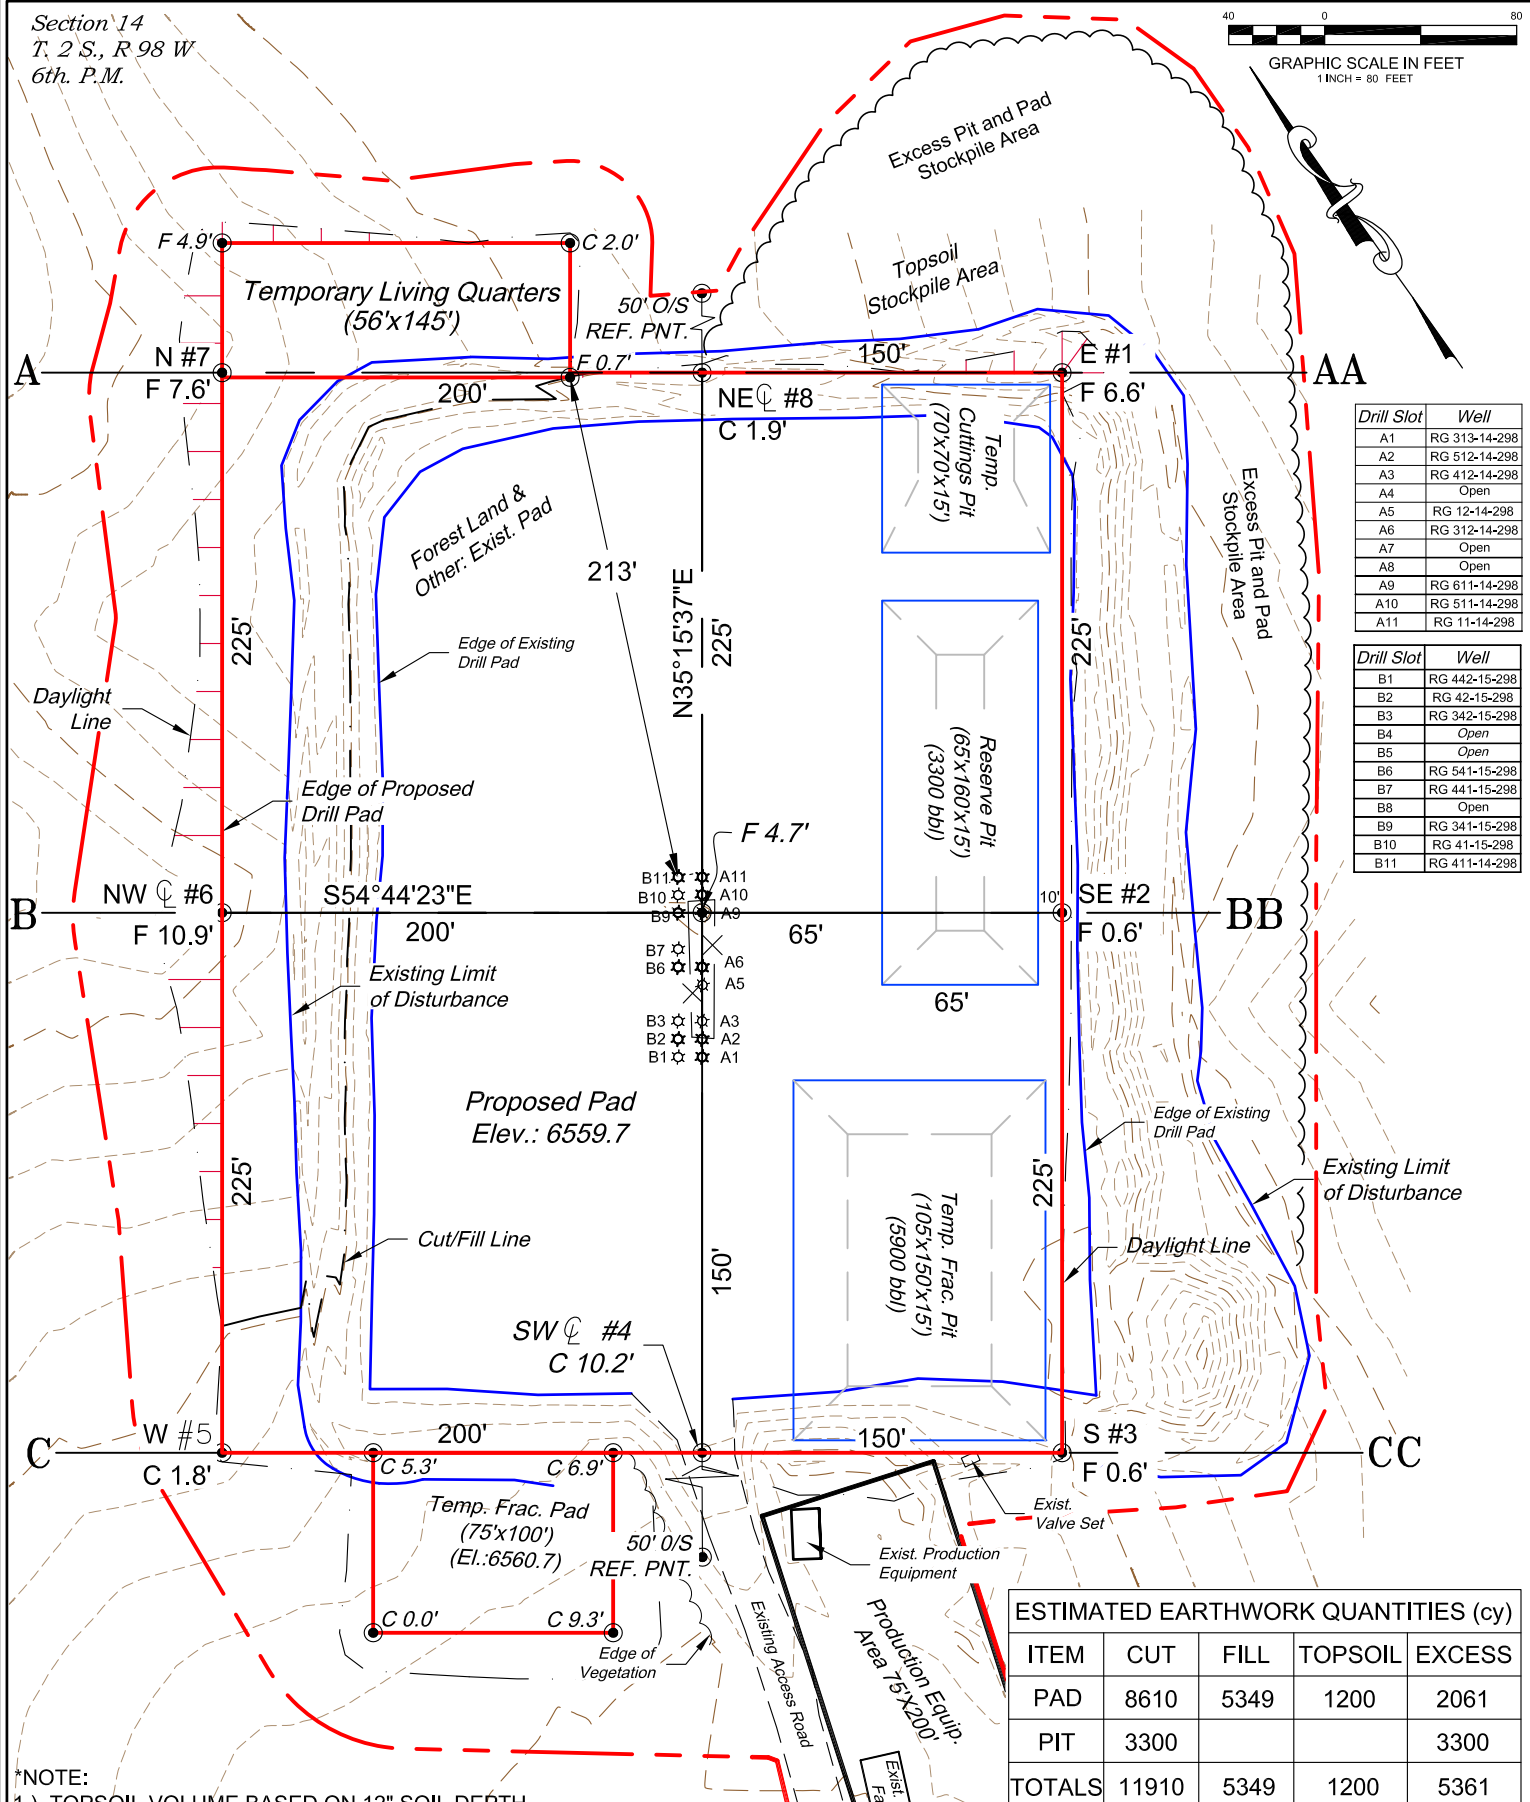 Section 14
T. 2 S., R 98 W
6th. P.M.
40 0 80
GRAPHIC SCALE IN FEET
1 INCH = 80 FEET
Excess Pit and Pad
Stockpile Area
Topsoil
Stockpile Area
F 4.9'
C 2.0'
Temporary Living Quarters
(56'x145')
50' O/S
REF. PNT.
A
N #7
F 7.6'
F 0.7'
200'
150'
NE ℄ #8
C 1.9'
E #1
F 6.6'
AA
Temp.
Cuttings Pit
(70'x70'x15')
Forest Land &
Other: Exist. Pad
213'
N35°15'37"E
225'
225'
225'
Excess Pit and Pad
Stockpile Area
Edge of Existing
Drill Pad
Daylight
Line
Edge of Proposed
Drill Pad
Reserve Pit
(65'x160'x15')
(3300 bbl)
F 4.7'
Drill Slot Well
A1 RG 313-14-298
A2 RG 512-14-298
A3 RG 412-14-298
A4 Open
A5 RG 12-14-298
A6 RG 312-14-298
A7 Open
A8 Open
A9 RG 611-14-298
A10 RG 511-14-298
A11 RG 11-14-298
Drill Slot Well
B1 RG 442-15-298
B2 RG 42-15-298
B3 RG 342-15-298
B4 Open
B5 Open
B6 RG 541-15-298
B7 RG 441-15-298
B8 Open
B9 RG 341-15-298
B10 RG 41-15-298
B11 RG 411-14-298
B11 A11
B10 A10
B9 A9
B7
B6 A6
A5
B3 A3
B2 A2
B1 A1
B
NW ℄ #6
F 10.9'
S54°44'23"E
200'
65'
10'
SE #2
F 0.6'
BB
65'
Existing Limit
of Disturbance
Proposed Pad
Elev.: 6559.7
225'
225'
Edge of Existing
Drill Pad
Existing Limit
of Disturbance
Cut/Fill Line
150'
Temp. Frac. Pit
(105'x150'x15')
(5900 bbl)
Daylight Line
SW ℄ #4
C 10.2'
C
W #5
C 1.8'
200'
150'
S #3
F 0.6'
CC
C 5.3'
C 6.9'
Temp. Frac. Pad
(75'x100')
(El.:6560.7)
50' O/S
REF. PNT.
Exist.
Valve Set
Exist. Production
Equipment
C 0.0'
C 9.3'
Edge of
Vegetation
Existing Access Road
Production Equip.
Area 75'X200'
Exist.
ESTIMATED EARTHWORK QUANTITIES (cy)
ITEM CUT FILL TOPSOIL EXCESS
PAD 8610 5349 1200 2061
PIT 3300 3300
TOTALS 11910 5349 1200 5361
*NOTE:
1.) TOPSOIL VOLUME BASED ON 12" SOIL DEPTH